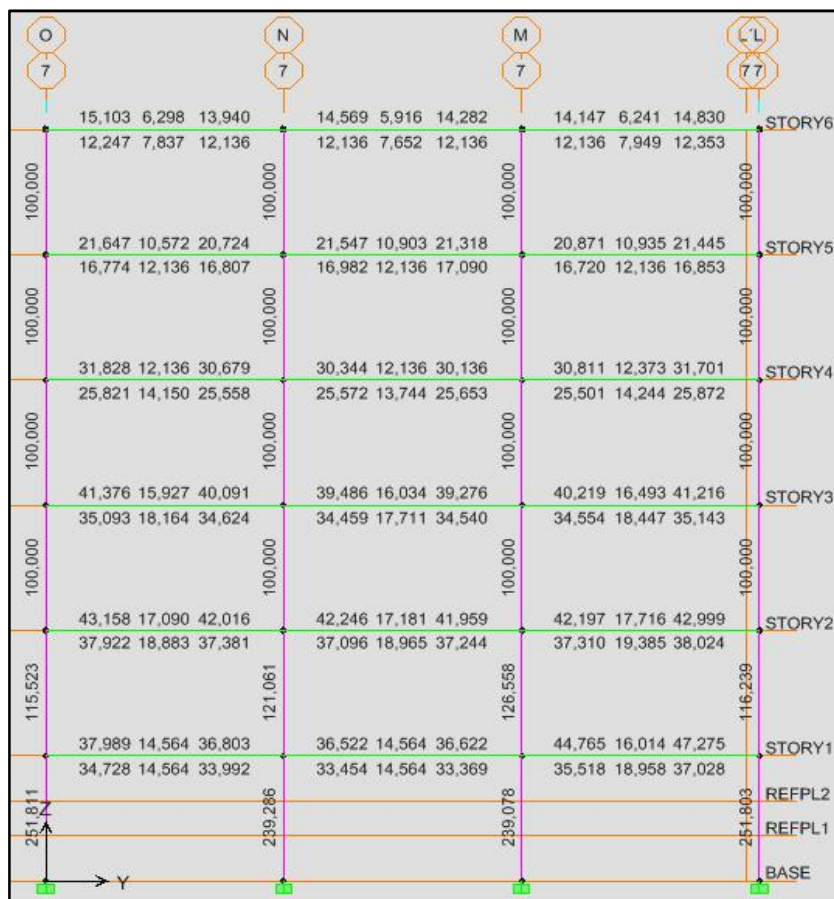 O N M L'L
7 7 7 7 7
15,103 6,298 13,940 14,569 5,916 14,282 14,147 6,241 14,830
STORY6
12,247 7,837 12,136 12,136 7,652 12,136 12,136 7,949 12,353
100,000 100,000 100,000 100,000
21,647 10,572 20,724 21,547 10,903 21,318 20,871 10,935 21,445
STORY5
16,774 12,136 16,807 16,982 12,136 17,090 16,720 12,136 16,853
100,000 100,000 100,000 100,000
31,828 12,136 30,679 30,344 12,136 30,136 30,811 12,373 31,701
STORY4
25,821 14,150 25,558 25,572 13,744 25,653 25,501 14,244 25,872
100,000 100,000 100,000 100,000
41,376 15,927 40,091 39,486 16,034 39,276 40,219 16,493 41,216
STORY3
35,093 18,164 34,624 34,459 17,711 34,540 34,554 18,447 35,143
100,000 100,000 100,000 100,000
43,158 17,090 42,016 42,246 17,181 41,959 42,197 17,716 42,999
STORY2
37,922 18,883 37,381 37,096 18,965 37,244 37,310 19,385 38,024
115,523 121,061 126,558 116,239
37,989 14,564 36,803 36,522 14,564 36,622 44,765 16,014 47,275
STORY1
34,728 14,564 33,992 33,454 14,564 33,369 35,518 18,958 37,028
REFPL2
251,811 239,286 239,078 251,803
Z
REFPL1
BASE
Y